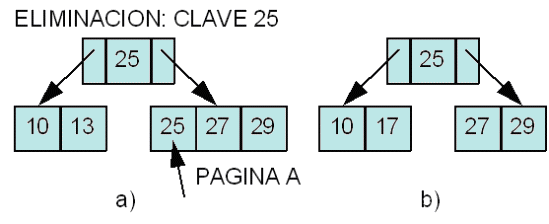 ELIMINACION: CLAVE 25
25 25
10 13 25 27 29 10 17 27 29
PAGINA A
a) b)